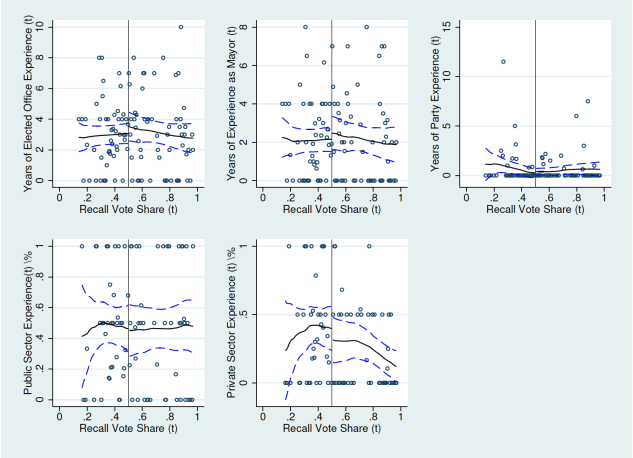 Years of Elected Office Experience (t)
0 2 4 6 8 10
0 .2 .4 .6 .8 1
Recall Vote Share (t)
Years of Experience as Mayor (t)
0 2 4 6 8
0 .2 .4 .6 .8 1
Recall Vote Share (t)
Years of Party Experience (t)
0 5 10 15
0 .2 .4 .6 .8 1
Recall Vote Share (t)
Public Sector Experience(t) \%
0 .2 .4 .6 .8 1
0 .2 .4 .6 .8 1
Recall Vote Share (t)
Private Sector Experience (t) \%
0 .5 1
0 .2 .4 .6 .8 1
Recall Vote Share (t)